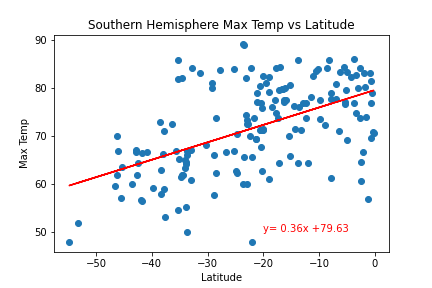 Southern Hemisphere Max Temp vs Latitude
90
80
70
60
50
Max Temp
y= 0.36x +79.63
−50
−40
−30
−20
−10
0
Latitude